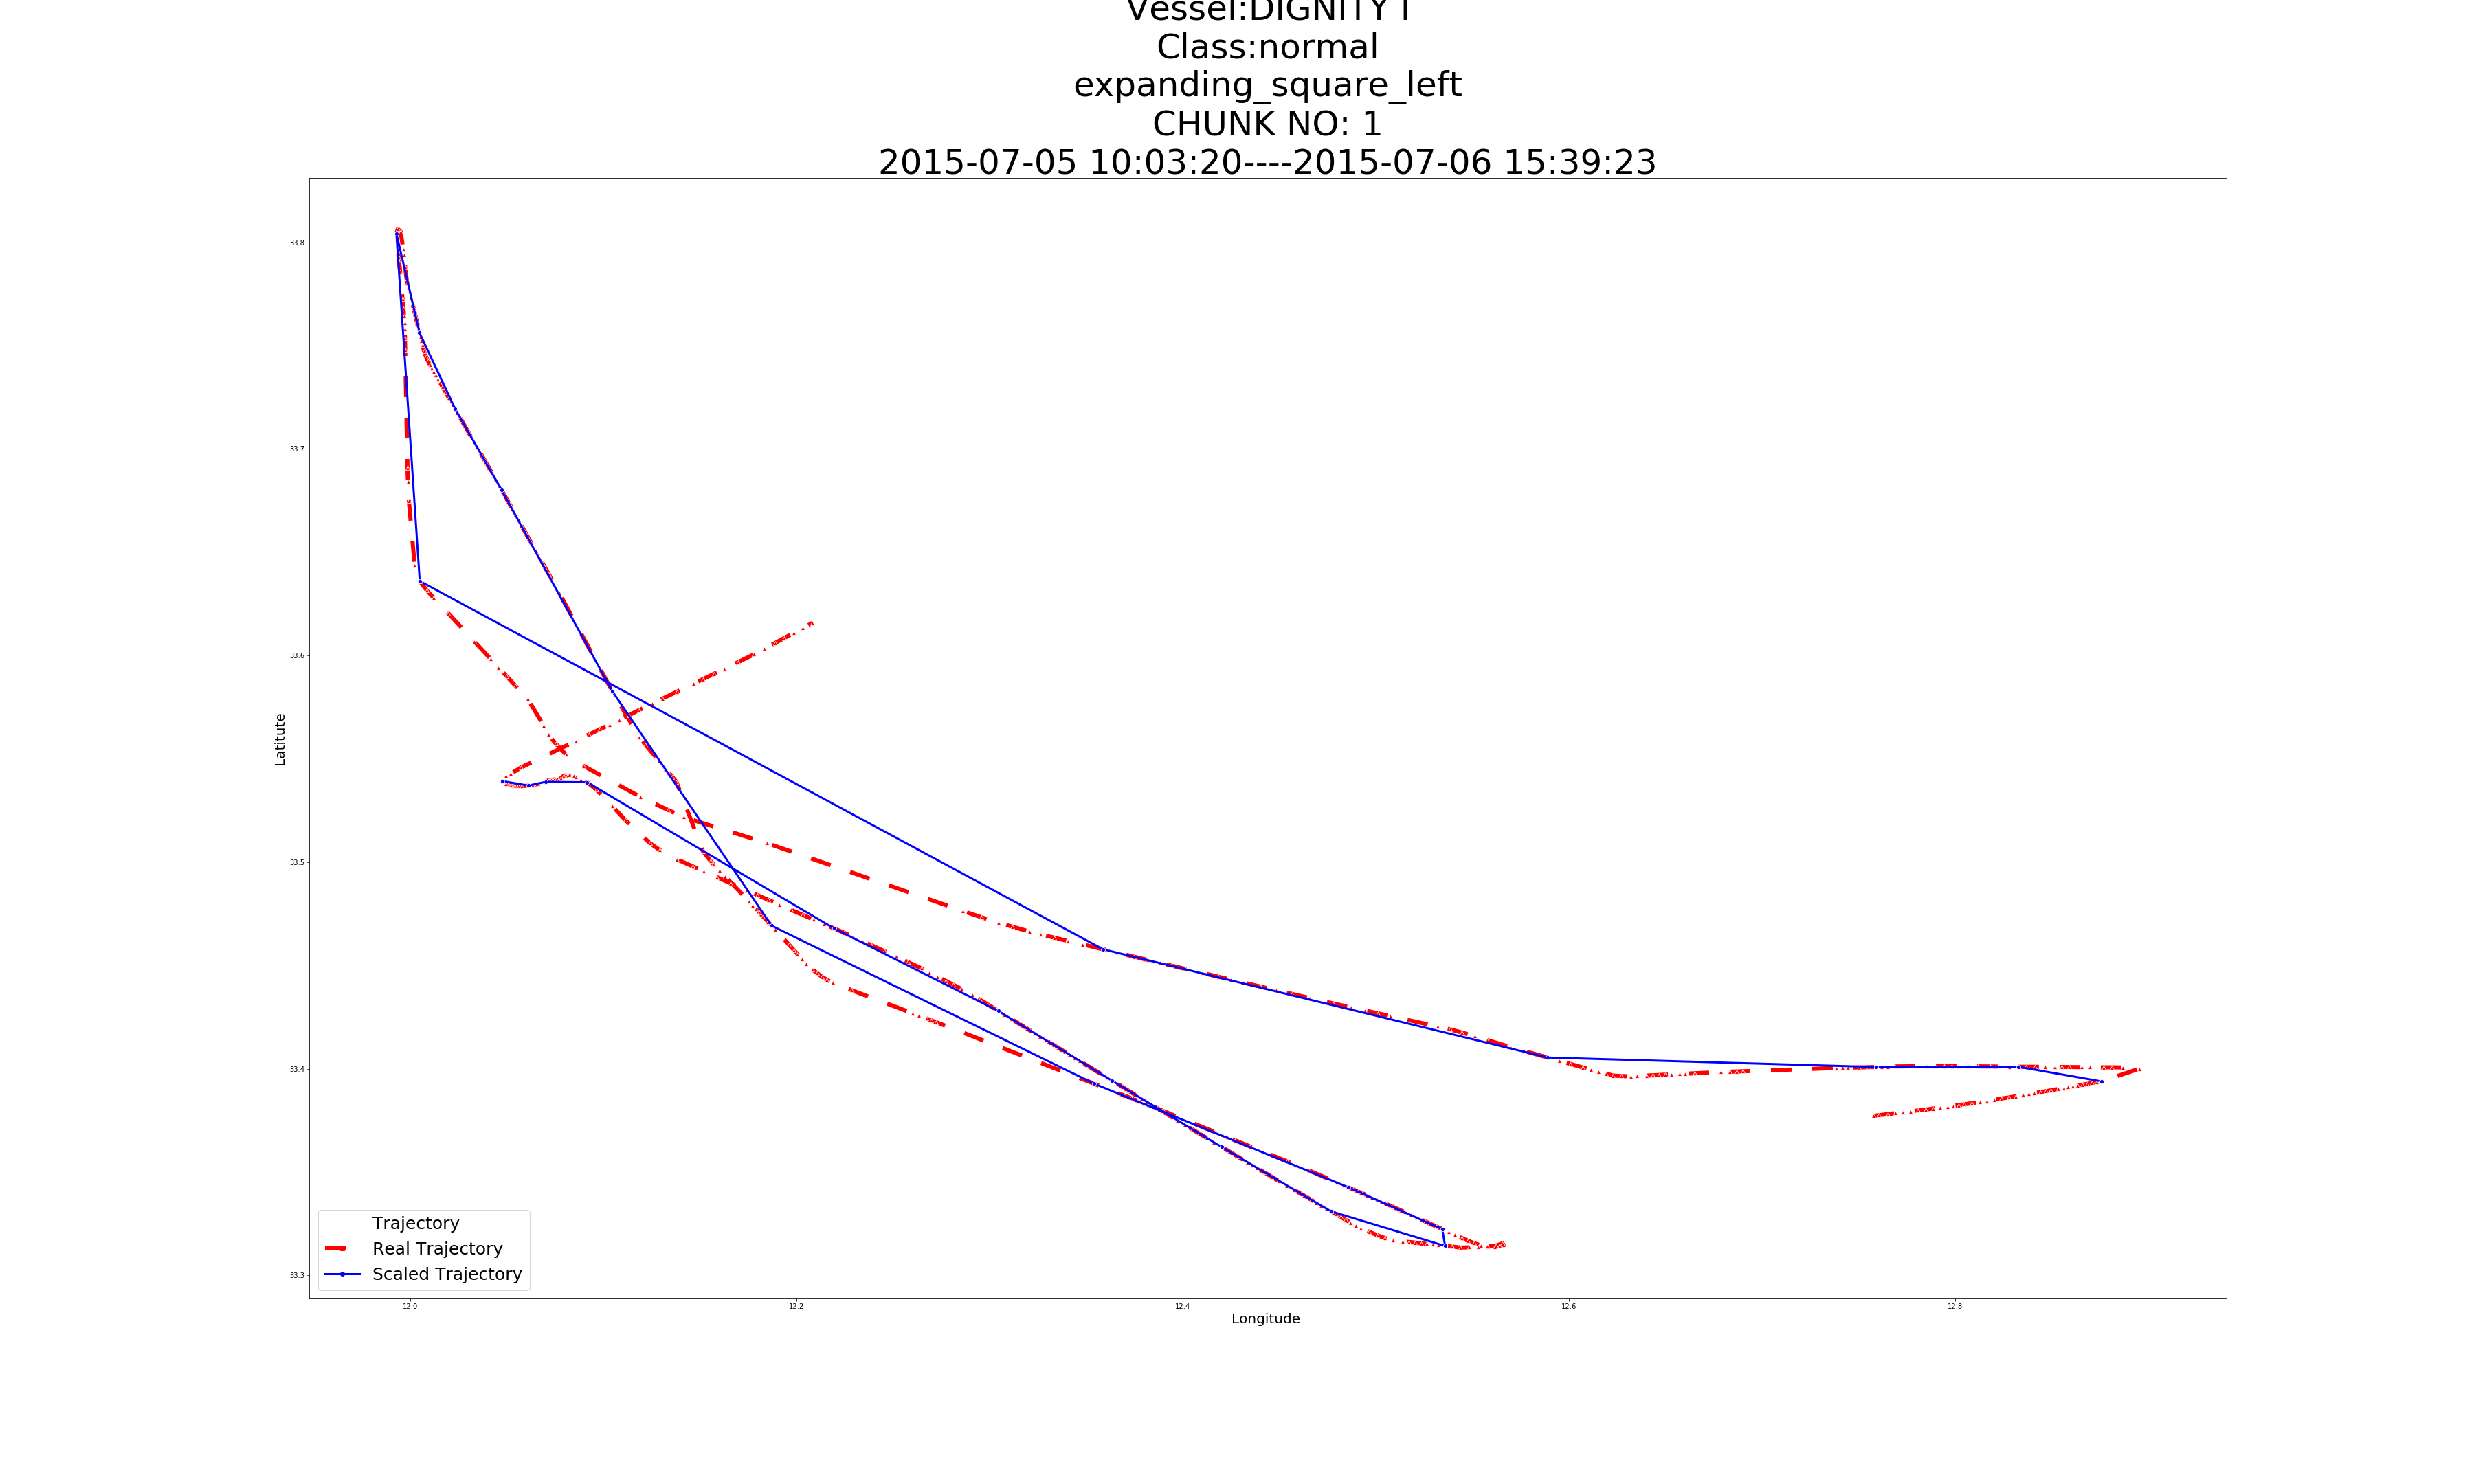 Vessel:DIGNITY I
Class:normal
expanding_square_left
CHUNK NO: 1
2015-07-05 10:03:20----2015-07-06 15:39:23
33.8
33.7
33.6
33.5
33.4
33.3
Latitute
12.0
12.2
12.4
12.6
12.8
Longitude
Trajectory
Real Trajectory
Scaled Trajectory